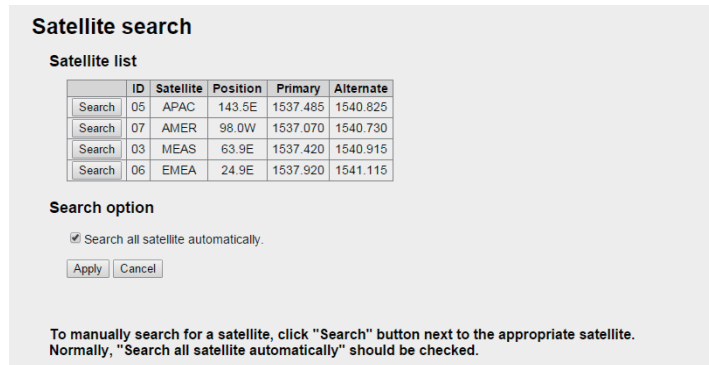 Satellite search
Satellite list
ID Satellite Position Primary Alternate
Search 05 APAC 143.5E 1537.485 1540.825
Search 07 AMER 98.0W 1537.070 1540.730
Search 03 MEAS 63.9E 1537.420 1540.915
Search 06 EMEA 24.9E 1537.920 1541.115
Search option
Search all satellite automatically.
Apply Cancel
To manually search for a satellite, click "Search" button next to the appropriate satellite.
Normally, "Search all satellite automatically" should be checked.